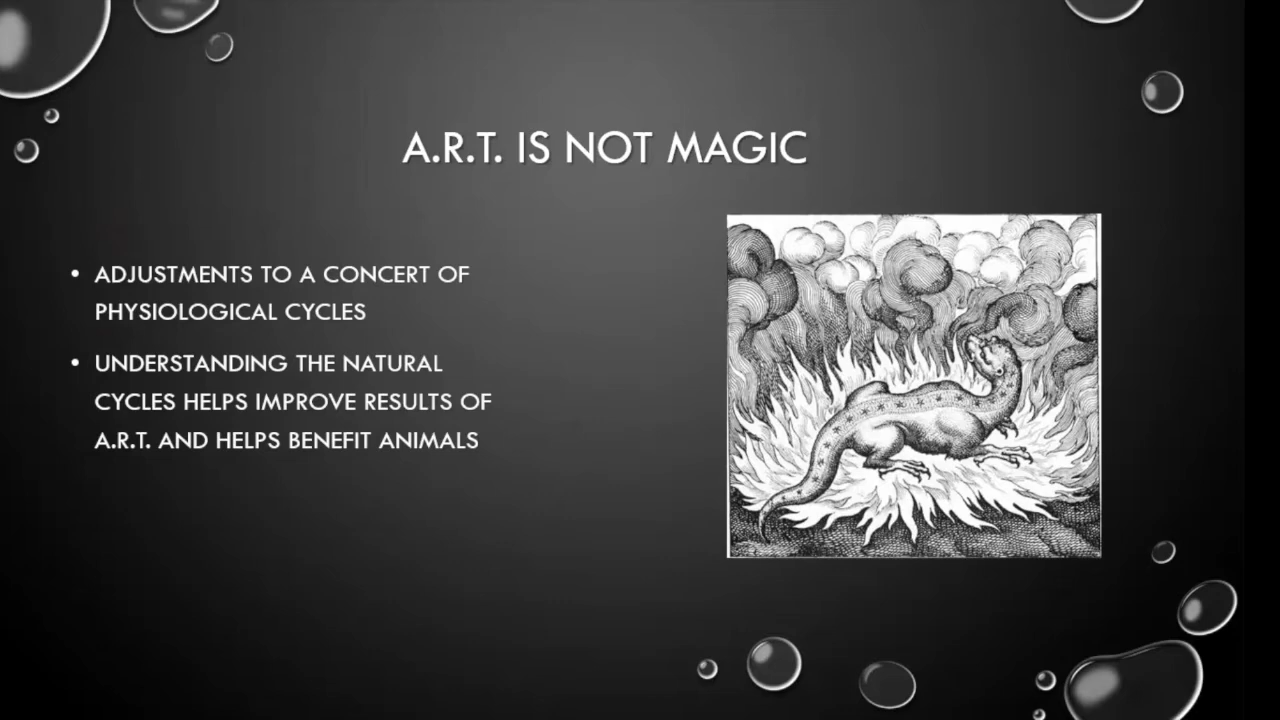 A.R.T. IS NOT MAGIC
• ADJUSTMENTS TO A CONCERT OF
PHYSIOLOGICAL CYCLES
• UNDERSTANDING THE NATURAL
CYCLES HELPS IMPROVE RESULTS OF
A.R.T. AND HELPS BENEFIT ANIMALS